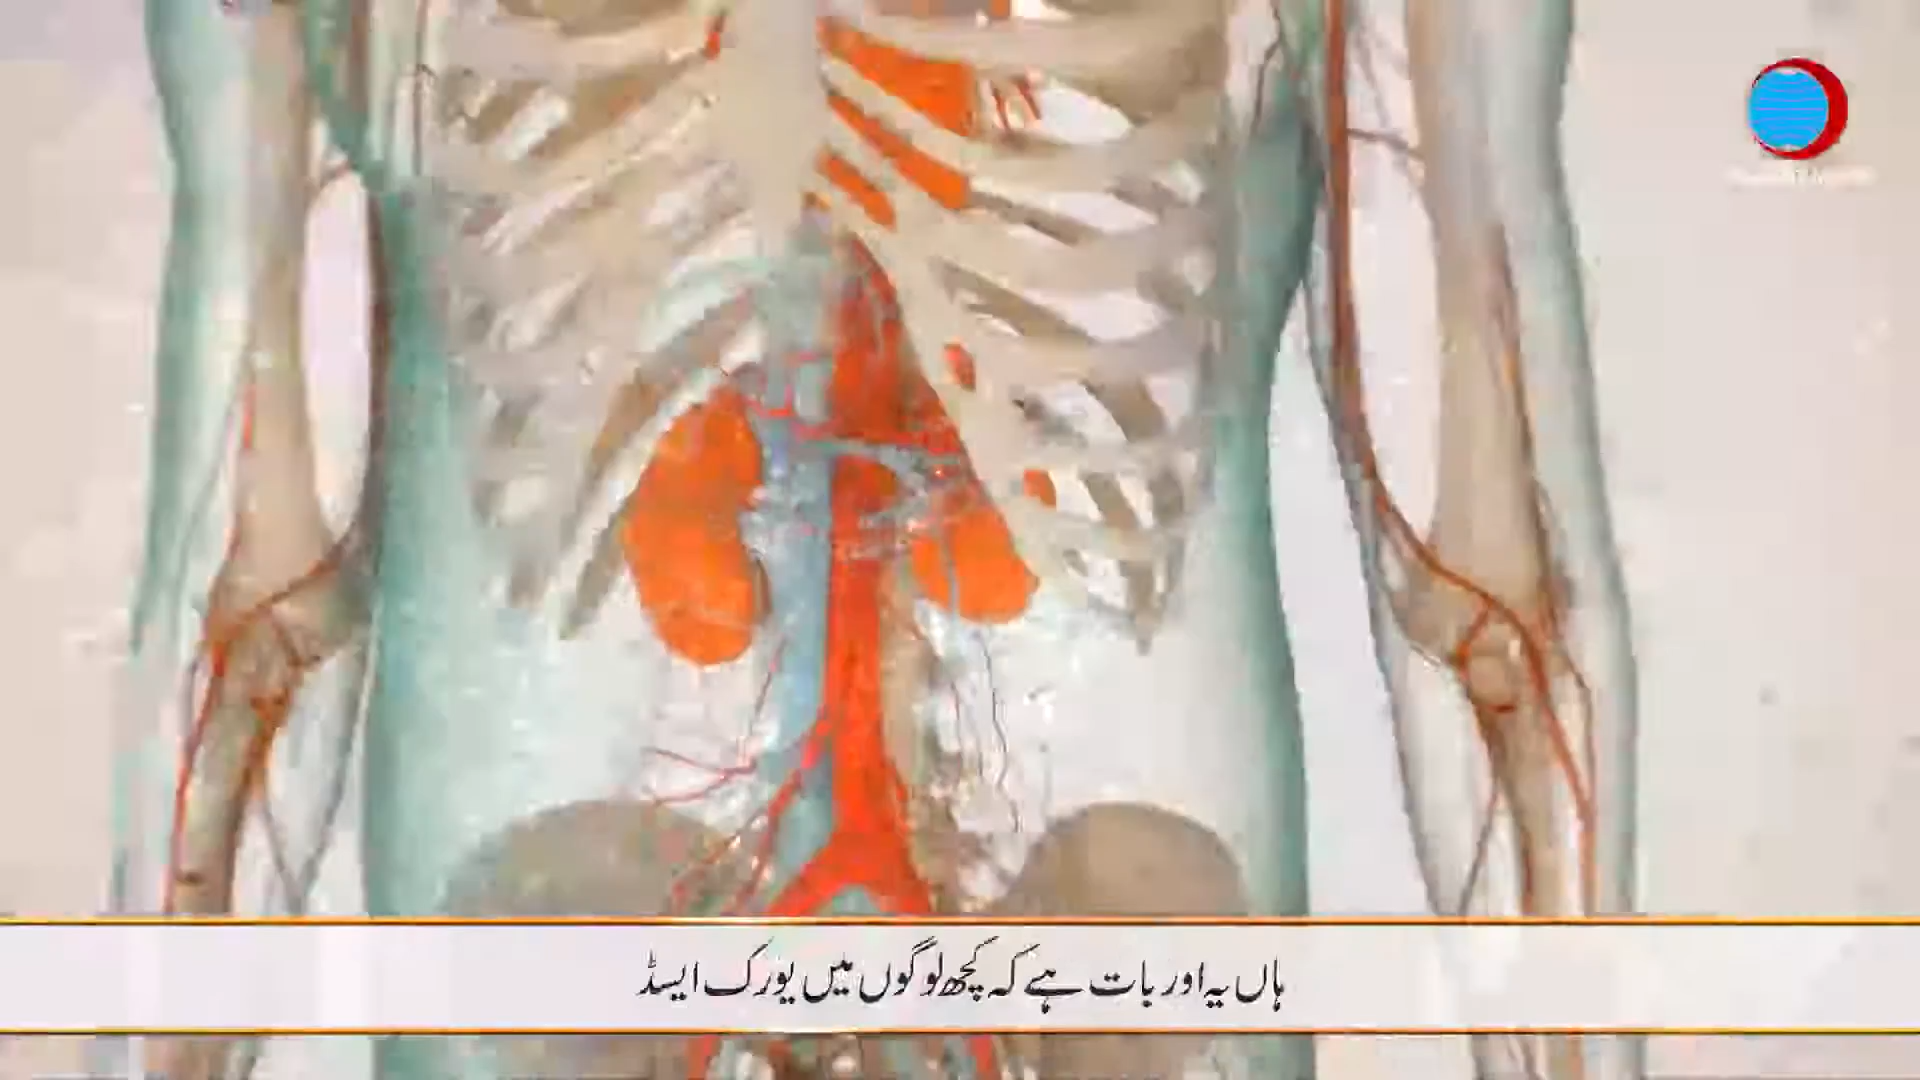 ہاں یہ اور بات ہے کہ کچھ لوگوں میں یورک ایسڈ